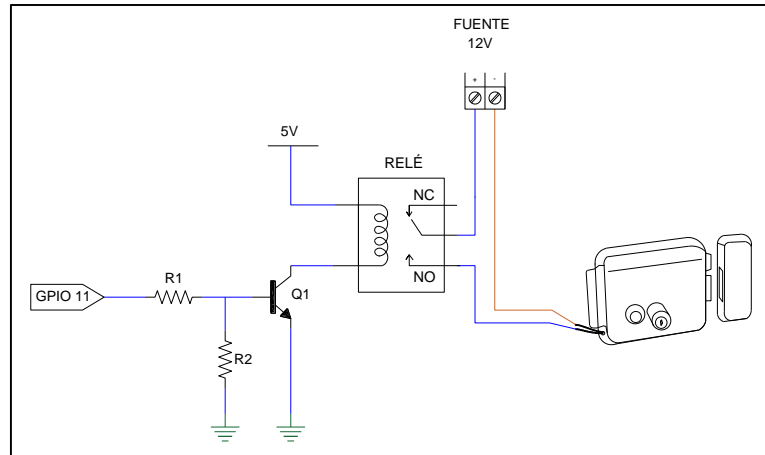 FUENTE
12V
+ -
5V
RELÉ
NC
NO
GPIO 11
R1
Q1
R2